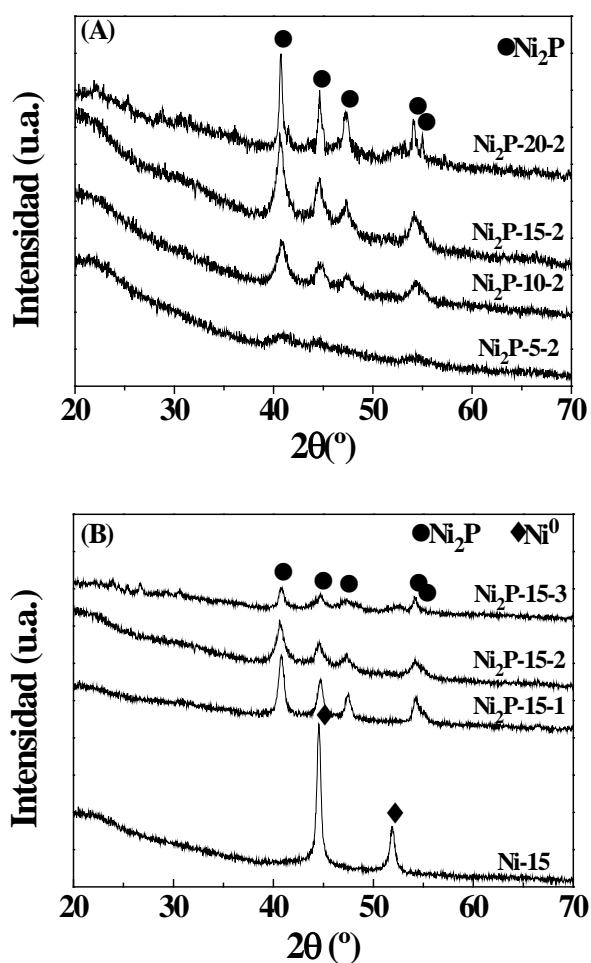 (A)
●Ni₂P
Ni₂P-20-2
Ni₂P-15-2
Ni₂P-10-2
Ni₂P-5-2
Intensidad (u.a.)
20 30 40 50 60 70
2θ(º)
(B)
●Ni₂P ◆Ni⁰
Ni₂P-15-3
Ni₂P-15-2
Ni₂P-15-1
Ni-15
Intensidad (u.a.)
20 30 40 50 60 70
2θ (º)